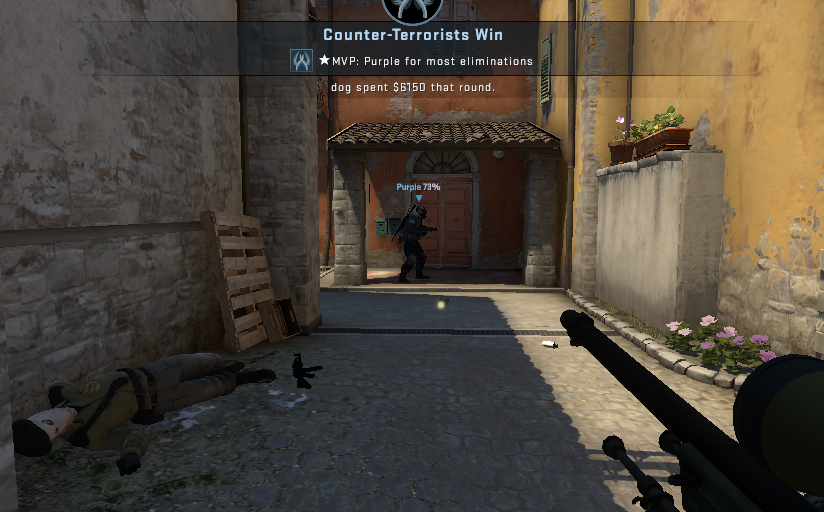 Counter-Terrorists Win
★MVP: Purple for most eliminations
dog spent $6150 that round.
Purple 73%